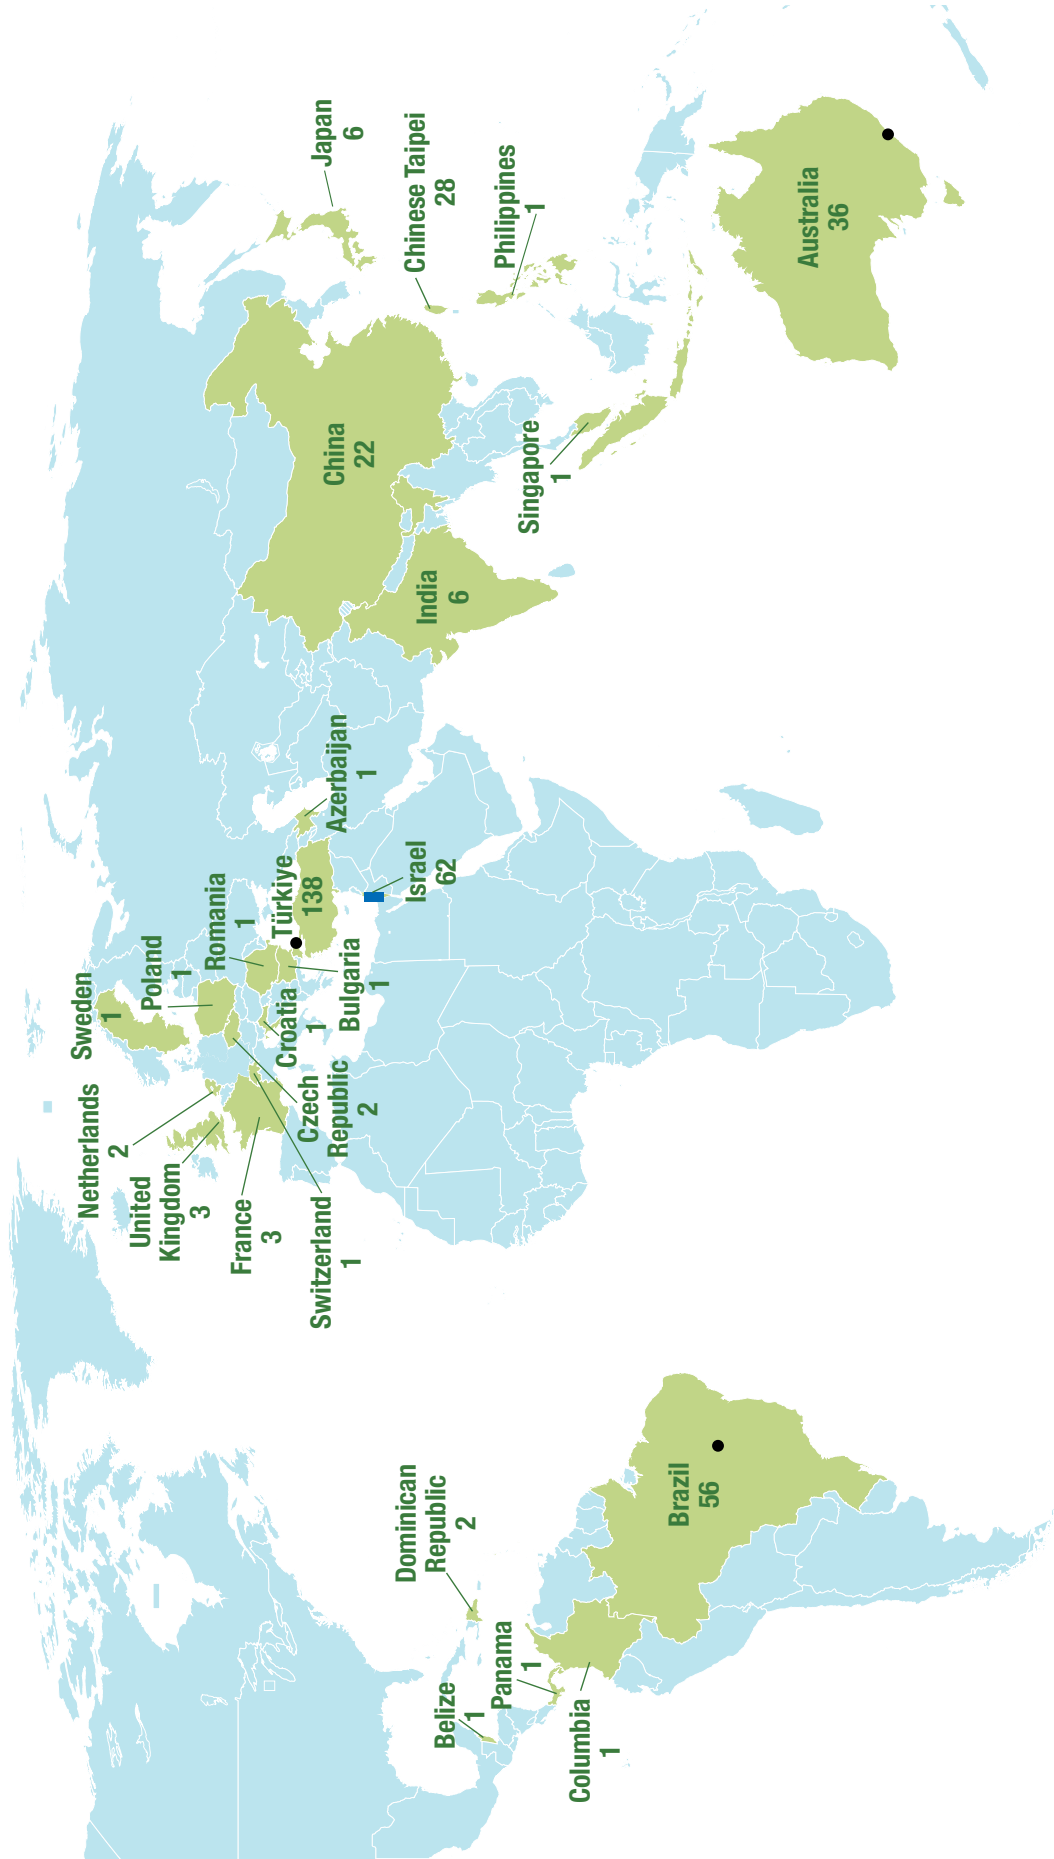 Sweden
1
Netherlands
2
United
Kingdom
3
Poland
1
Romania
1
France
3
Türkiye
138
Croatia
1
Czech
Republic
2
Switzerland
1
Bulgaria
1
Azerbaijan
1
Israel
62
Japan
6
Chinese Taipei
28
China
22
India
6
Philippines
1
Singapore
1
Australia
36
Dominican
Republic
2
Belize
1
Panama
1
Columbia
1
Brazil
56